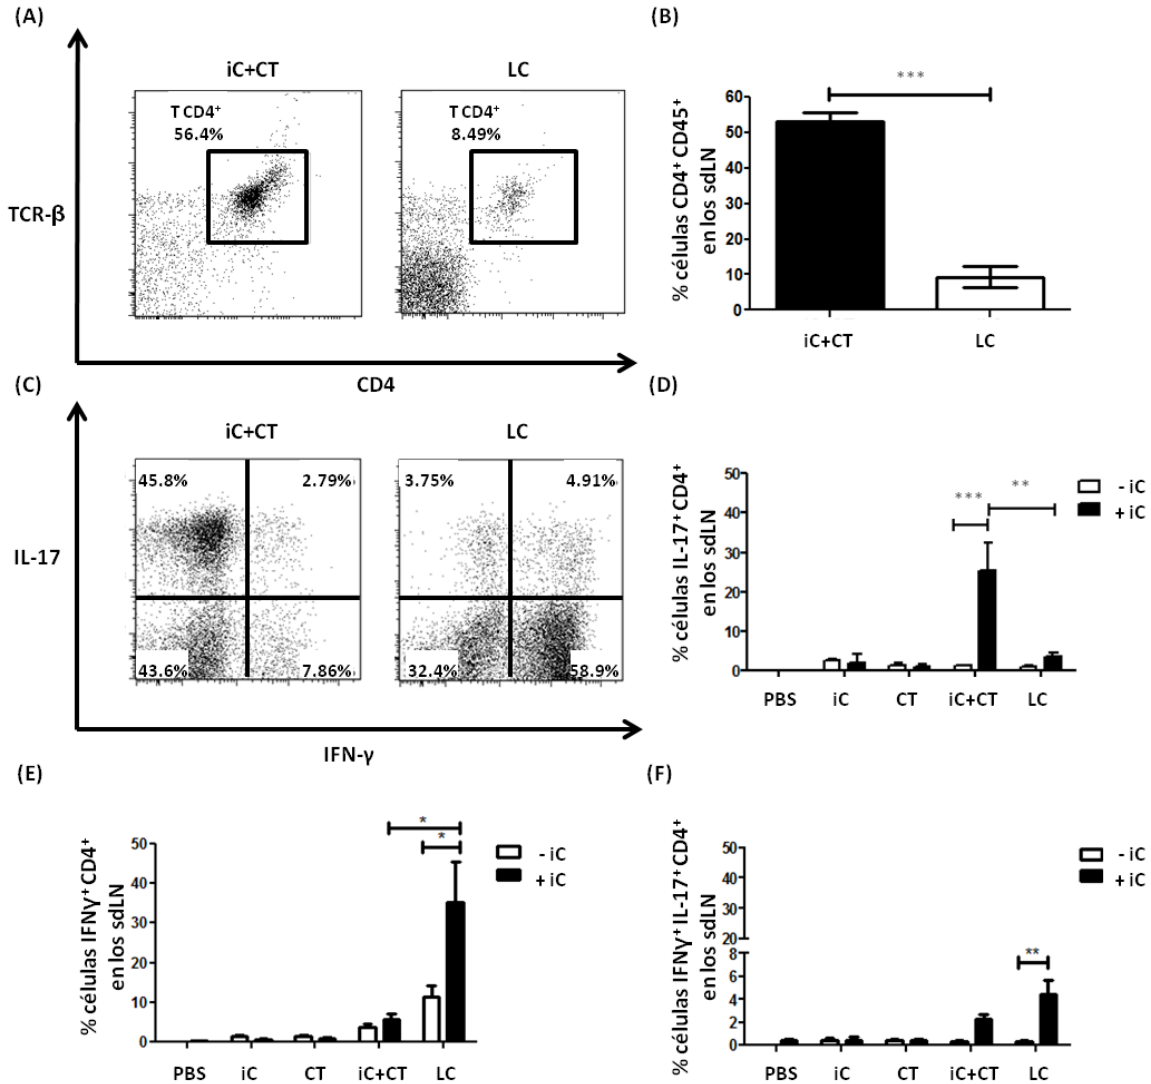 (A)
iC+CT
LC
T CD4⁺
56.4%
T CD4⁺
8.49%
TCR-β
CD4
(B)
***
% células CD4⁺ CD45⁺
en los sdLN
60
50
40
30
20
10
0
iC+CT
LC
(C)
iC+CT
LC
45.8%
2.79%
3.75%
4.91%
43.6%
7.86%
32.4%
58.9%
IL-17
IFN-γ
(D)
% células IL-17⁺ CD4⁺
en los sdLN
50
40
30
20
10
0
***
**
- iC
+ iC
PBS
iC
CT
iC+CT
LC
(E)
% células IFNγ⁺ CD4⁺
en los sdLN
50
40
30
20
10
0
*
*
- iC
+ iC
PBS
iC
CT
iC+CT
LC
(F)
% células IFNγ⁺ IL-17⁺ CD4⁺
en los sdLN
50
40
30
20
8
6
4
2
0
**
- iC
+ iC
PBS
iC
CT
iC+CT
LC